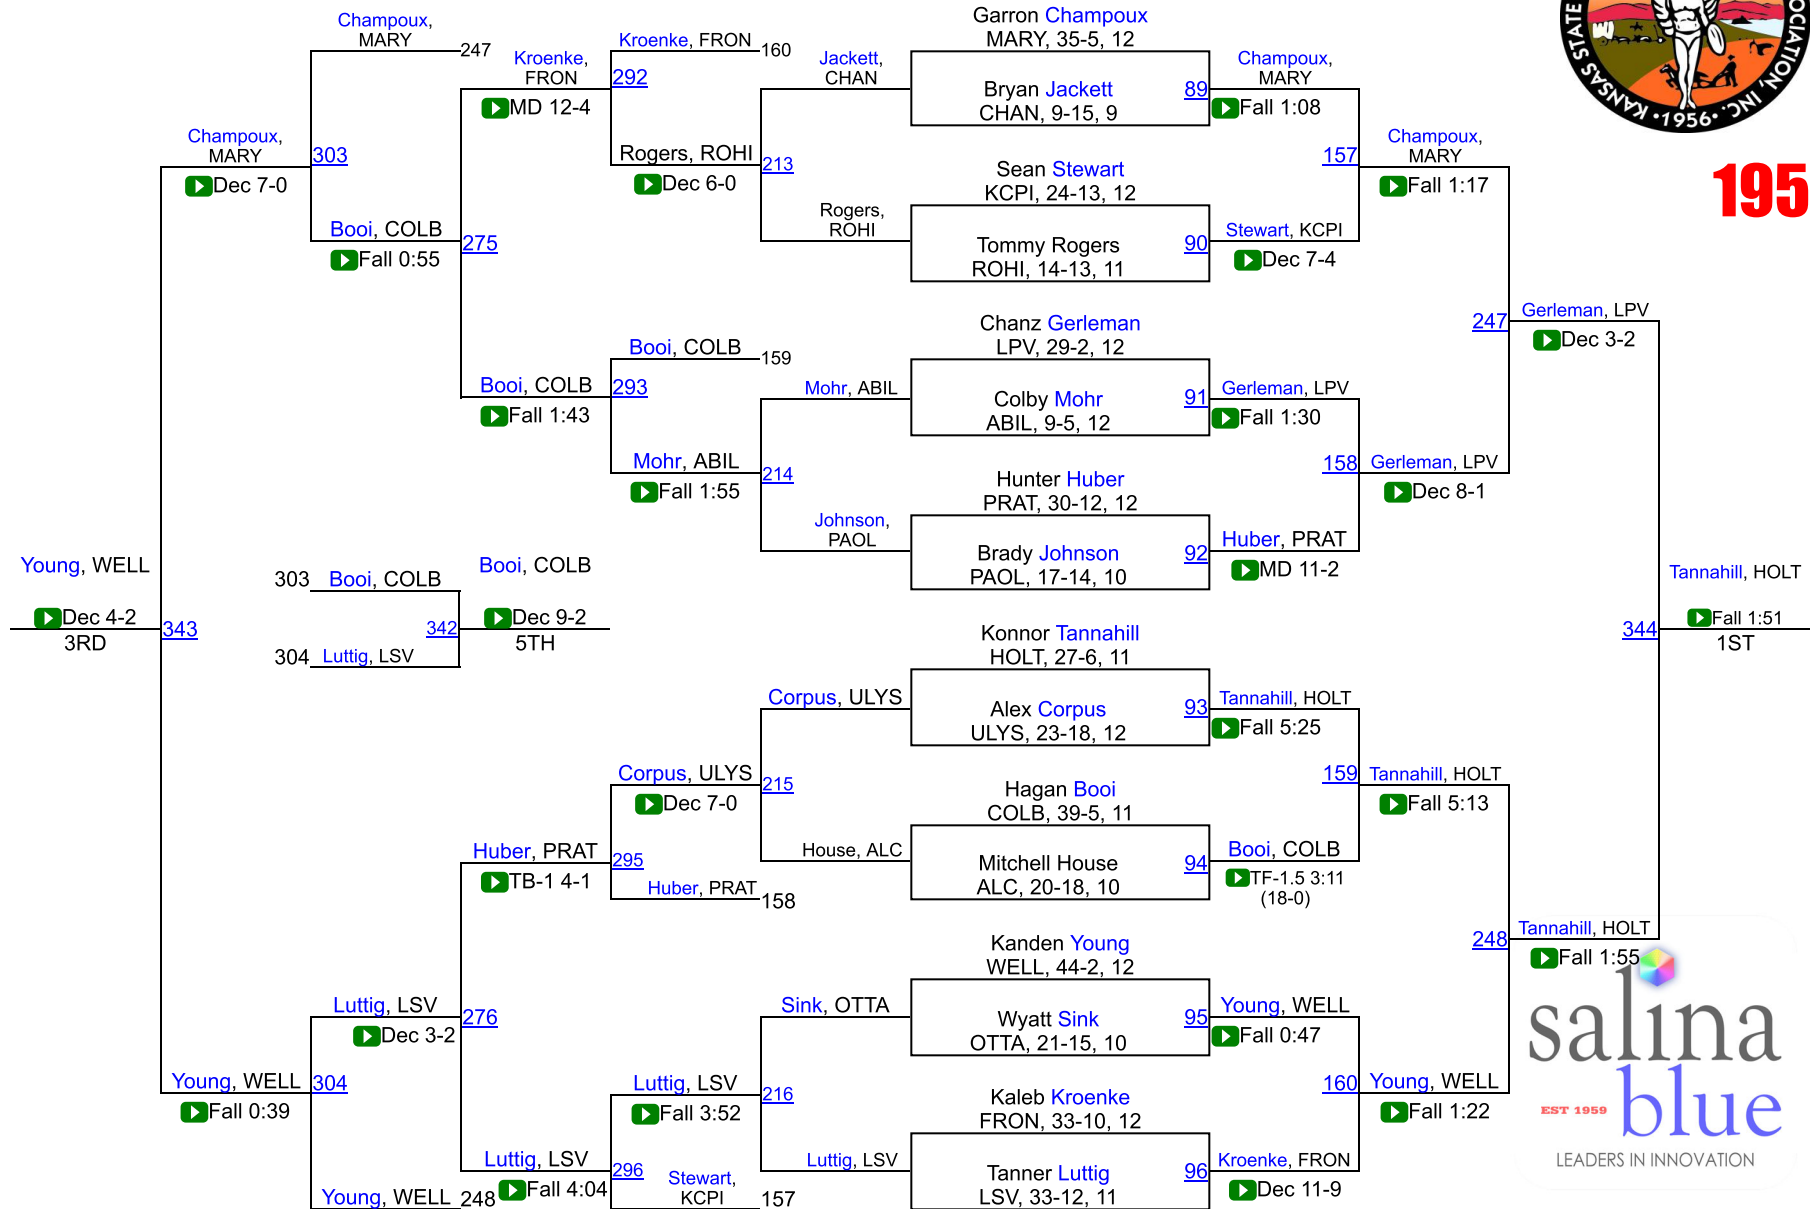 Champoux,
MARY
247
Kroenke,
FRON
MD 12-4
Kroenke, FRON
160
292
Jackett,
CHAN
Garron Champoux
MARY, 35-5, 12
Bryan Jackett
CHAN, 9-15, 9
89
Champoux,
MARY
Fall 1:08
KANSAS STATE
OCIATION, INC.
•1956•
195
Champoux,
MARY
Dec 7-0
303
Rogers, ROHI
Dec 6-0
213
Sean Stewart
KCPI, 24-13, 12
157
Champoux,
MARY
Fall 1:17
Booi, COLB
Fall 0:55
275
Rogers,
ROHI
Tommy Rogers
ROHI, 14-13, 11
90
Stewart, KCPI
Dec 7-4
Chanz Gerleman
LPV, 29-2, 12
247
Gerleman, LPV
Dec 3-2
Booi, COLB
159
Booi, COLB
Fall 1:43
293
Mohr, ABIL
Colby Mohr
ABIL, 9-5, 12
91
Gerleman, LPV
Fall 1:30
Mohr, ABIL
Fall 1:55
214
Hunter Huber
PRAT, 30-12, 12
158
Gerleman, LPV
Dec 8-1
Johnson,
PAOL
Brady Johnson
PAOL, 17-14, 10
92
Huber, PRAT
MD 11-2
Young, WELL
Dec 4-2
3RD
343
303
Booi, COLB
304
Luttig, LSV
342
Booi, COLB
Dec 9-2
5TH
Tannahill, HOLT
Fall 1:51
1ST
344
Konnor Tannahill
HOLT, 27-6, 11
Corpus, ULYS
Alex Corpus
ULYS, 23-18, 12
93
Tannahill, HOLT
Fall 5:25
Corpus, ULYS
Dec 7-0
215
Hagan Booi
COLB, 39-5, 11
159
Tannahill, HOLT
Fall 5:13
Huber, PRAT
TB-1 4-1
295
Huber, PRAT
158
House, ALC
Mitchell House
ALC, 20-18, 10
94
Booi, COLB
TF-1.5 3:11
(18-0)
Kanden Young
WELL, 44-2, 12
248
Tannahill, HOLT
Fall 1:55
Luttig, LSV
Dec 3-2
276
Sink, OTTA
Wyatt Sink
OTTA, 21-15, 10
95
Young, WELL
Fall 0:47
Young, WELL
Fall 0:39
304
Luttig, LSV
Fall 3:52
216
Kaleb Kroenke
FRON, 33-10, 12
160
Young, WELL
Fall 1:22
Luttig, LSV
Fall 4:04
296
Stewart,
KCPI
157
Luttig, LSV
Tanner Luttig
LSV, 33-12, 11
96
Kroenke, FRON
Dec 11-9
Young, WELL
248
salina
EST 1959
blue
LEADERS IN INNOVATION